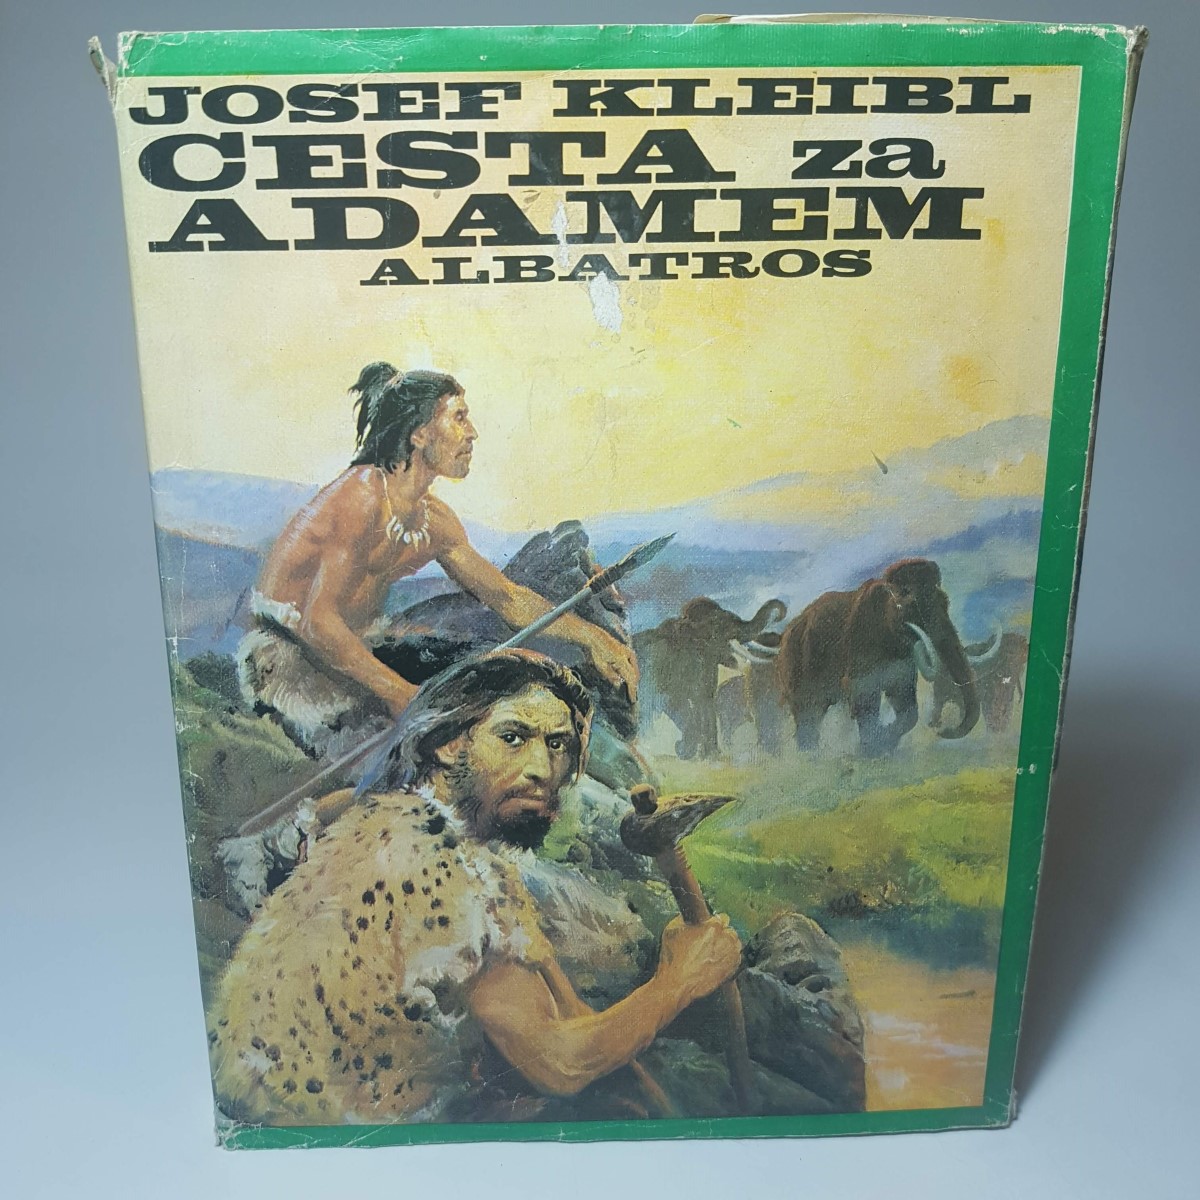 JOSEF KLEIBL
CESTA za
ADAMEM
ALBATROS